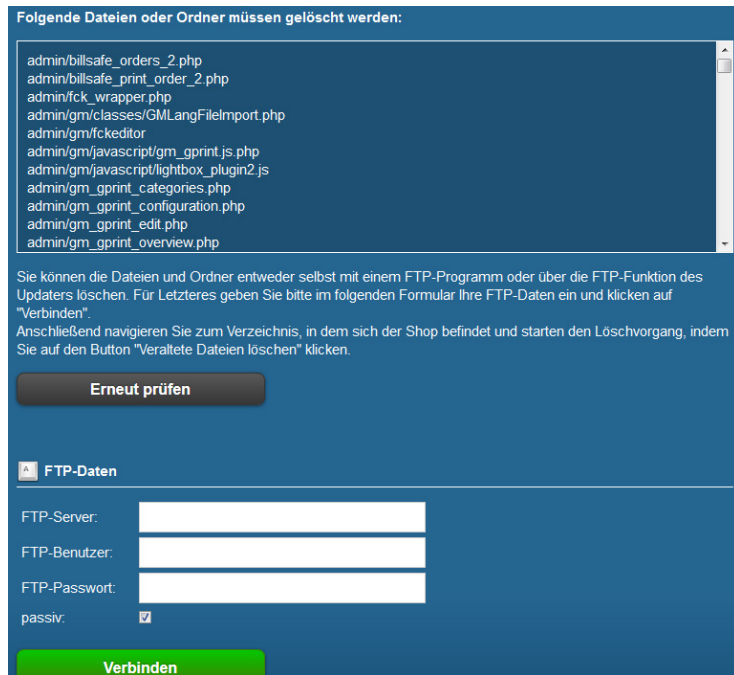 Folgende Dateien oder Ordner müssen gelöscht werden:
admin/billsafe_orders_2.php
admin/billsafe_print_order_2.php
admin/fck_wrapper.php
admin/gm/classes/GMLangFileImport.php
admin/gm/fckeditor
admin/gm/javascript/gm_gprint.js.php
admin/gm/javascript/lightbox_plugin2.js
admin/gm_gprint_categories.php
admin/gm_gprint_configuration.php
admin/gm_gprint_edit.php
admin/gm_gprint_overview.php
Sie können die Dateien und Ordner entweder selbst mit einem FTP-Programm oder über die FTP-Funktion des
Updaters löschen. Für Letzteres geben Sie bitte im folgenden Formular Ihre FTP-Daten ein und klicken auf
"Verbinden".
Anschließend navigieren Sie zum Verzeichnis, in dem sich der Shop befindet und starten den Löschvorgang, indem
Sie auf den Button "Veraltete Dateien löschen" klicken.
Erneut prüfen
A FTP-Daten
FTP-Server:
FTP-Benutzer:
FTP-Passwort:
passiv:
Verbinden